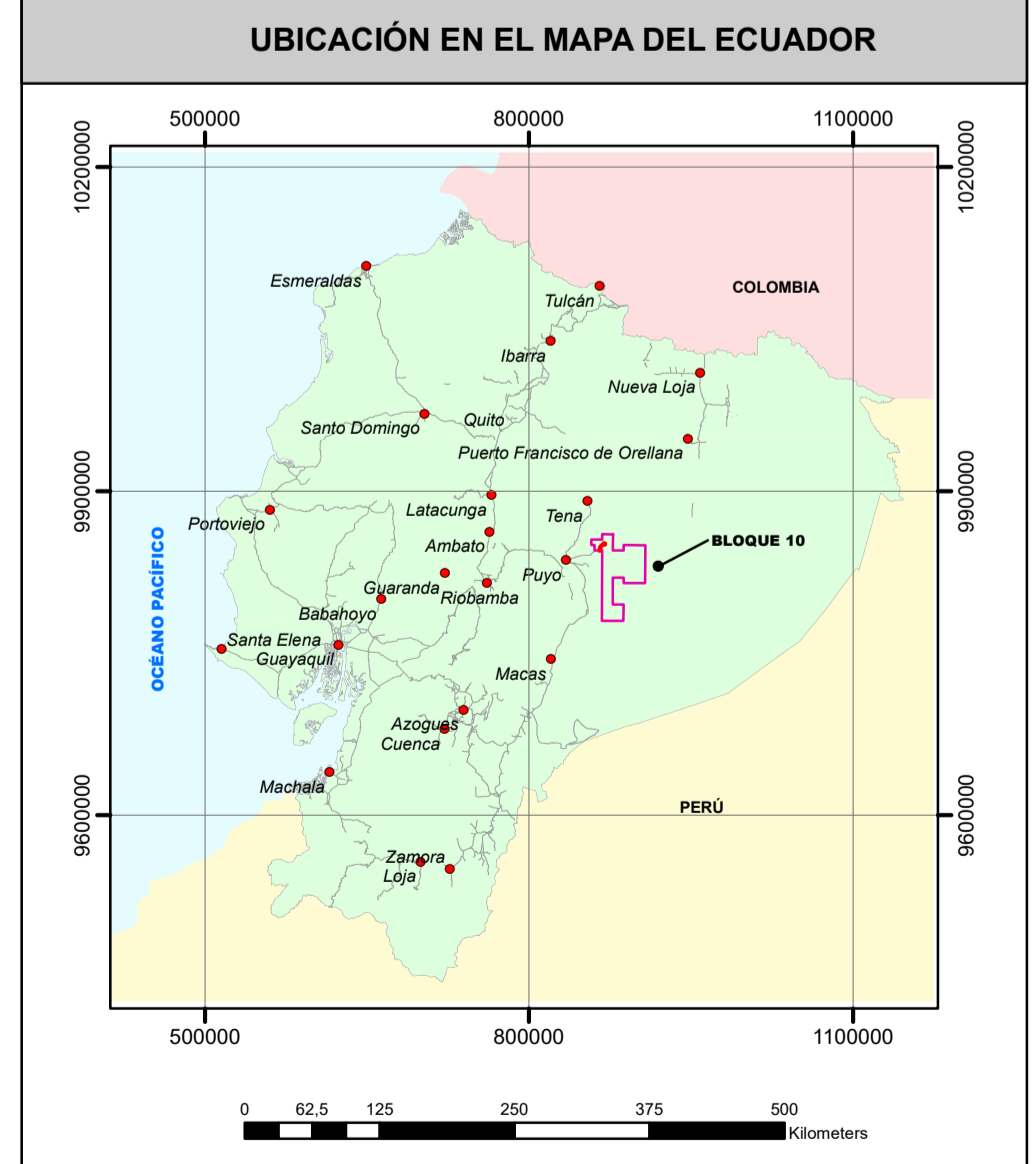 UBICACIÓN EN EL MAPA DEL ECUADOR
500000
800000
1100000
10200000
10200000
COLOMBIA
Esmeraldas
Tulcán
Ibarra
Nueva Loja
Santo Domingo
Quito
Puerto Francisco de Orellana
9900000
9900000
Latacunga
Tena
Portoviejo
Ambato
BLOQUE 10
Puyo
Guaranda
Riobamba
Babahoyo
OCÉANO PACÍFICO
Santa Elena
Guayaquil
Macas
Azogues
Cuenca
Machala
PERÚ
9600000
9600000
Zamora
Loja
500000
800000
1100000
0 62,5 125 250 375 500
Kilometers